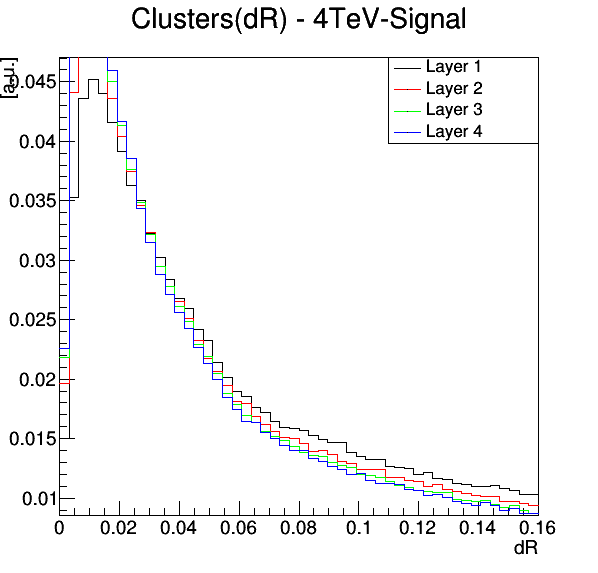 Clusters(dR) - 4TeV-Signal
[a.u.]
Layer 1
Layer 2
Layer 3
Layer 4
0.045
0.04
0.035
0.03
0.025
0.02
0.015
0.01
0 0.02 0.04 0.06 0.08 0.1 0.12 0.14 0.16
dR